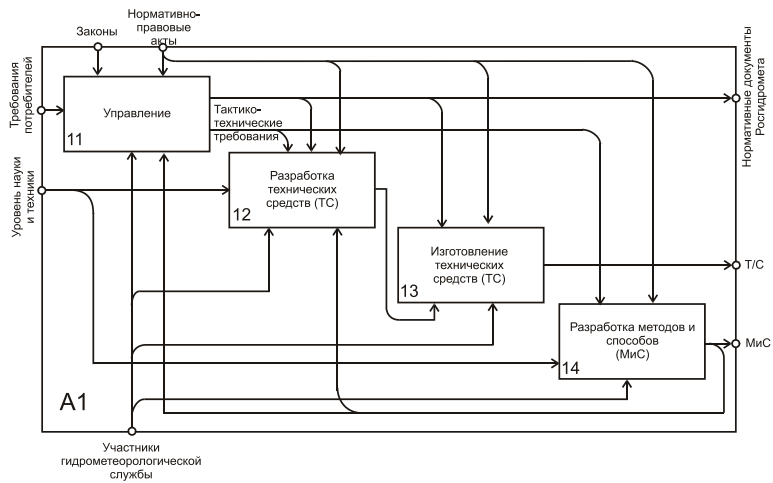 Законы
Нормативно-
правовые
акты
Требования
потребителей
Управление
11
Тактико-
технические
требования
Нормативные документы
Росгидромета
Уровень науки
и техники
Разработка
технических
средств (ТС)
12
Изготовление
технических
средств (ТС)
13
Т/С
Разработка методов и
способов
(МиС)
14
МиС
А1
Участники
гидрометеорологической
службы